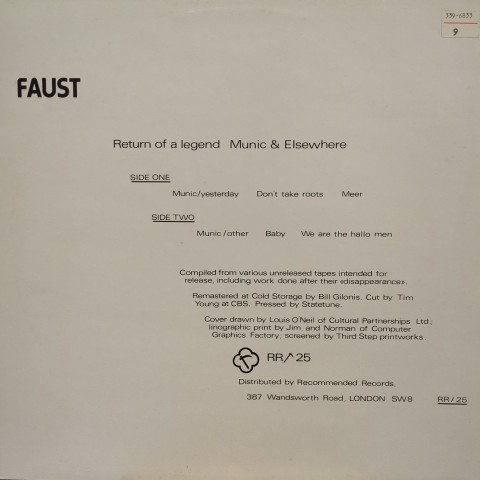 339-6833
9
FAUST
Return of a legend Munic & Elsewhere
SIDE ONE
Munic/yesterday Don't take roots Meer
SIDE TWO
Munic/other Baby We are the hallo men
Compiled from various unreleased tapes intended for
release, including work done after their «disappearance».
Remastered at Cold Storage by Bill Gilonis. Cut by Tim
Young at CBS. Pressed by Statetune.
Cover drawn by Louis O'Neil of Cultural Partnerships Ltd;
linographic print by Jim and Norman of Computer
Graphics Factory; screened by Third Step printworks.
RR/25
Distributed by Recommended Records,
387 Wandsworth Road, LONDON SW8 RR/25